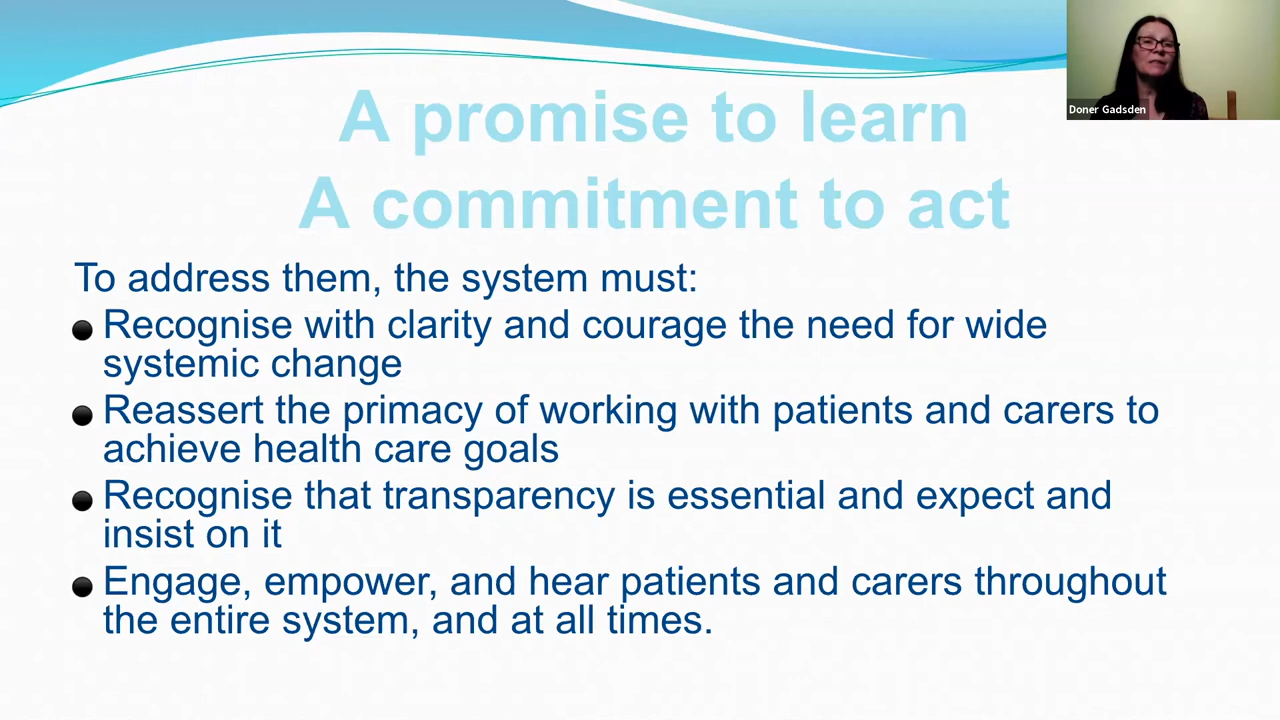 Doner Gadsden
A promise to learn
A commitment to act
To address them, the system must:
Recognise with clarity and courage the need for wide
systemic change
Reassert the primacy of working with patients and carers to
achieve health care goals
Recognise that transparency is essential and expect and
insist on it
Engage, empower, and hear patients and carers throughout
the entire system, and at all times.